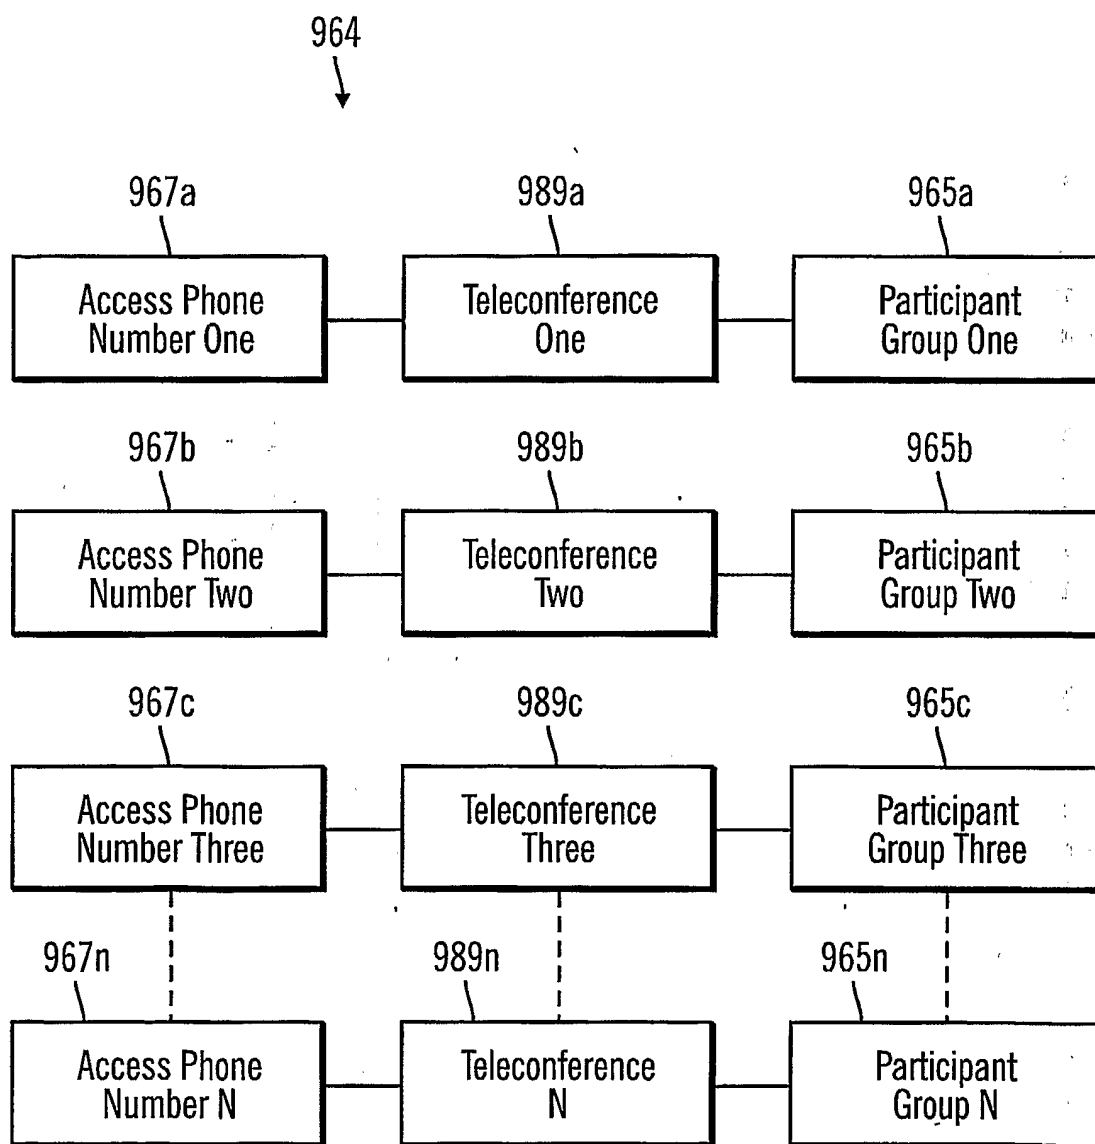 964
967a 989a 965a
Access Phone Number One
Teleconference One
Participant Group One
967b 989b 965b
Access Phone Number Two
Teleconference Two
Participant Group Two
967c 989c 965c
Access Phone Number Three
Teleconference Three
Participant Group Three
967n 989n 965n
Access Phone Number N
Teleconference N
Participant Group N